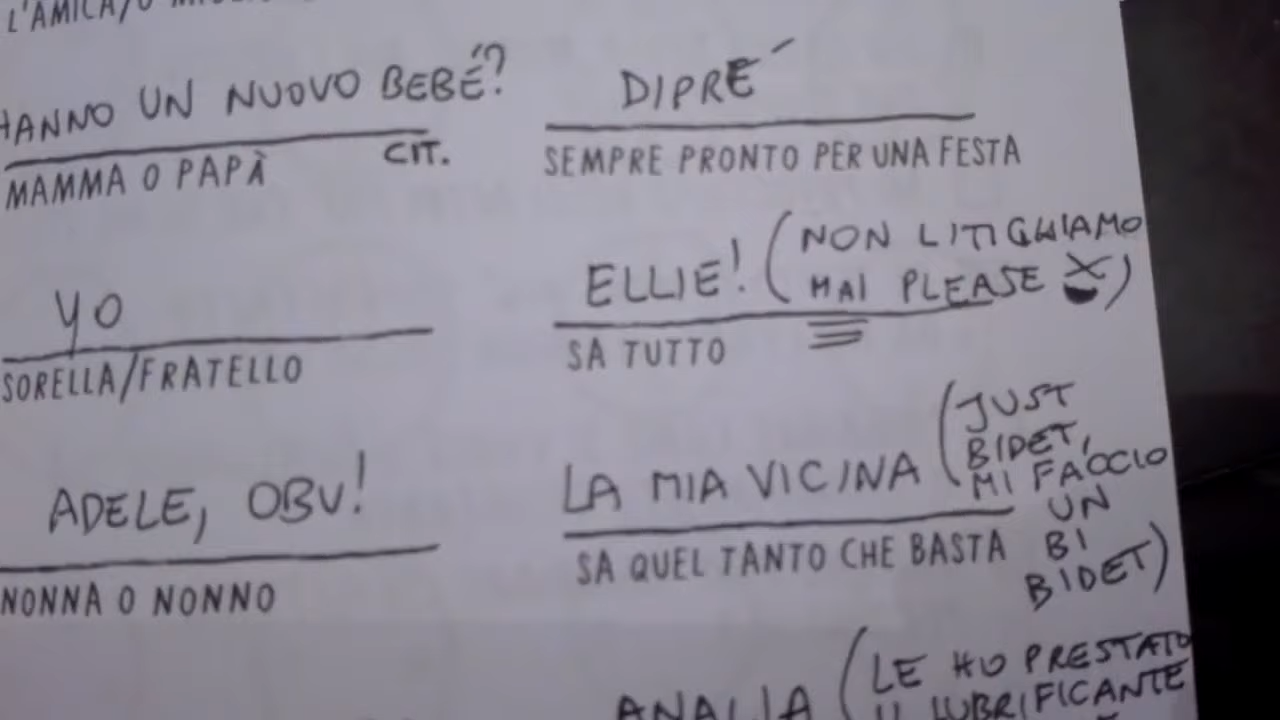 L'AMICA/O
HANNO UN NUOVO BEBÉ?
CIT.
MAMMA O PAPÀ
DIPRE´
SEMPRE PRONTO PER UNA FESTA
YO
SORELLA/FRATELLO
ELLIE! (NON LITIGHIAMO
MAI PLEASE)
SA TUTTO
ADELE, OBV!
NONNA O NONNO
LA MIA VICINA (JUST
BIDET,
MI FACCIO
UN
BI
BIDET)
SA QUEL TANTO CHE BASTA
ANALIA (LE HO PRESTATO
IL LUBRIFICANTE